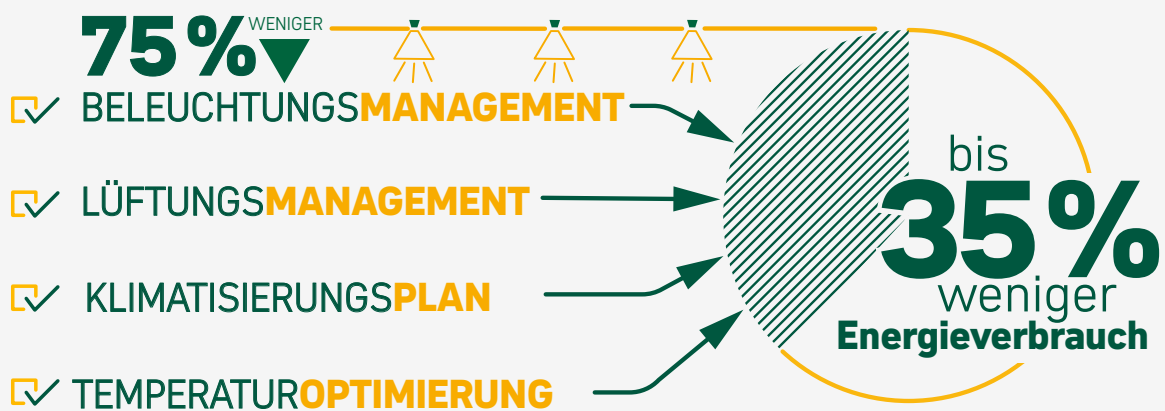 75% WENIGER
BELEUCHTUNGSMANAGEMENT
LÜFTUNGSMANAGEMENT
KLIMATISIERUNGSPLAN
TEMPERATUROPTIMIERUNG
bis
35%
weniger
Energieverbrauch